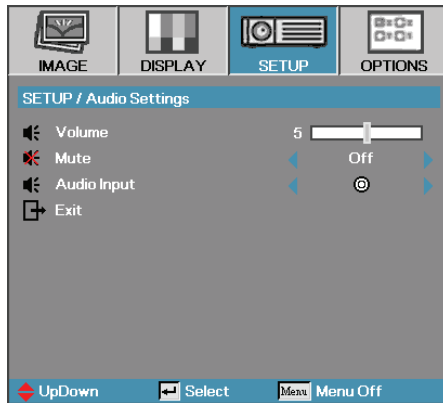 IMAGE DISPLAY SETUP OPTIONS
SETUP / Audio Settings
Volume 5
Mute Off
Audio Input
Exit
UpDown Select Menu Menu Off